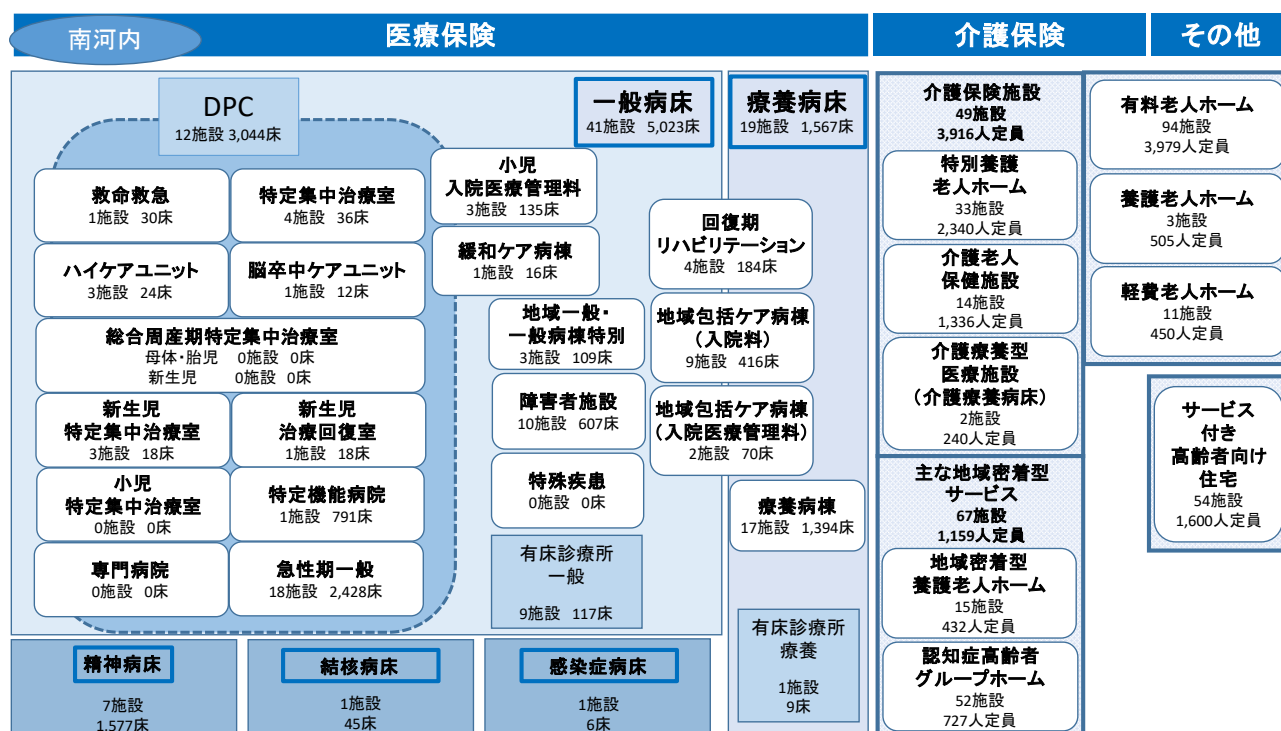 南河内
医療保険
介護保険
その他
DPC
12施設 3,044床
一般病床
41施設 5,023床
療養病床
19施設 1,567床
救命救急
1施設 30床
特定集中治療室
4施設 36床
ハイケアユニット
3施設 24床
脳卒中ケアユニット
1施設 12床
総合周産期特定集中治療室
母体・胎児 0施設 0床
新生児 0施設 0床
新生児
特定集中治療室
3施設 18床
新生児
治療回復室
1施設 18床
小児
特定集中治療室
0施設 0床
特定機能病院
1施設 791床
専門病院
0施設 0床
急性期一般
18施設 2,428床
小児
入院医療管理料
3施設 135床
緩和ケア病棟
1施設 16床
地域一般・
一般病棟特別
3施設 109床
障害者施設
10施設 607床
特殊疾患
0施設 0床
有床診療所
一般
9施設 117床
回復期
リハビリテーション
4施設 184床
地域包括ケア病棟
（入院料）
9施設 416床
地域包括ケア病棟
（入院医療管理料）
2施設 70床
療養病棟
17施設 1,394床
有床診療所
療養
1施設
9床
精神病床
7施設
1,577床
結核病床
1施設
45床
感染症病床
1施設
6床
介護保険施設
49施設
3,916人定員
特別養護
老人ホーム
33施設
2,340人定員
介護老人
保健施設
14施設
1,336人定員
介護療養型
医療施設
（介護療養病床）
2施設
240人定員
主な地域密着型
サービス
67施設
1,159人定員
地域密着型
養護老人ホーム
15施設
432人定員
認知症高齢者
グループホーム
52施設
727人定員
有料老人ホーム
94施設
3,979人定員
養護老人ホーム
3施設
505人定員
軽費老人ホーム
11施設
450人定員
サービス
付き
高齢者向け
住宅
54施設
1,600人定員